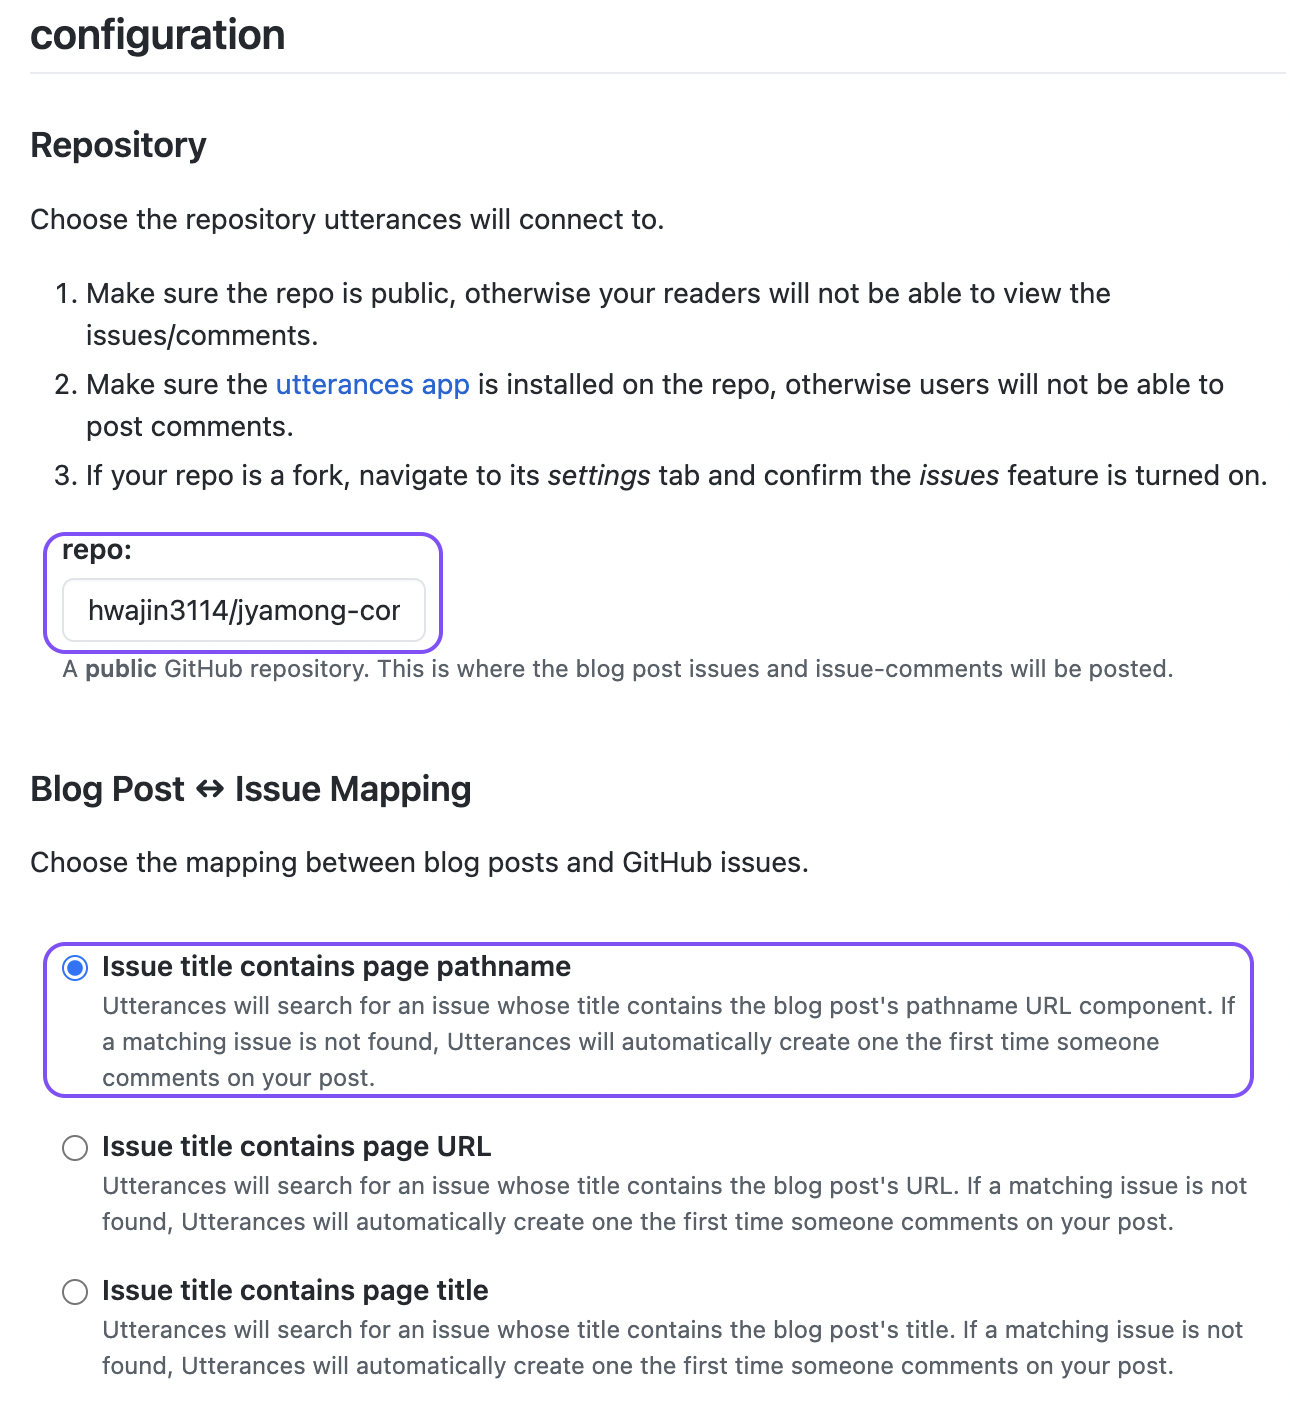 configuration
Repository
Choose the repository utterances will connect to.
1. Make sure the repo is public, otherwise your readers will not be able to view the
issues/comments.
2. Make sure the utterances app is installed on the repo, otherwise users will not be able to
post comments.
3. If your repo is a fork, navigate to its settings tab and confirm the issues feature is turned on.
repo:
hwajin3114/jyamong-cor
A public GitHub repository. This is where the blog post issues and issue-comments will be posted.
Blog Post ↔ Issue Mapping
Choose the mapping between blog posts and GitHub issues.
Issue title contains page pathname
Utterances will search for an issue whose title contains the blog post's pathname URL component. If
a matching issue is not found, Utterances will automatically create one the first time someone
comments on your post.
Issue title contains page URL
Utterances will search for an issue whose title contains the blog post's URL. If a matching issue is not
found, Utterances will automatically create one the first time someone comments on your post.
Issue title contains page title
Utterances will search for an issue whose title contains the blog post's title. If a matching issue is not
found, Utterances will automatically create one the first time someone comments on your post.